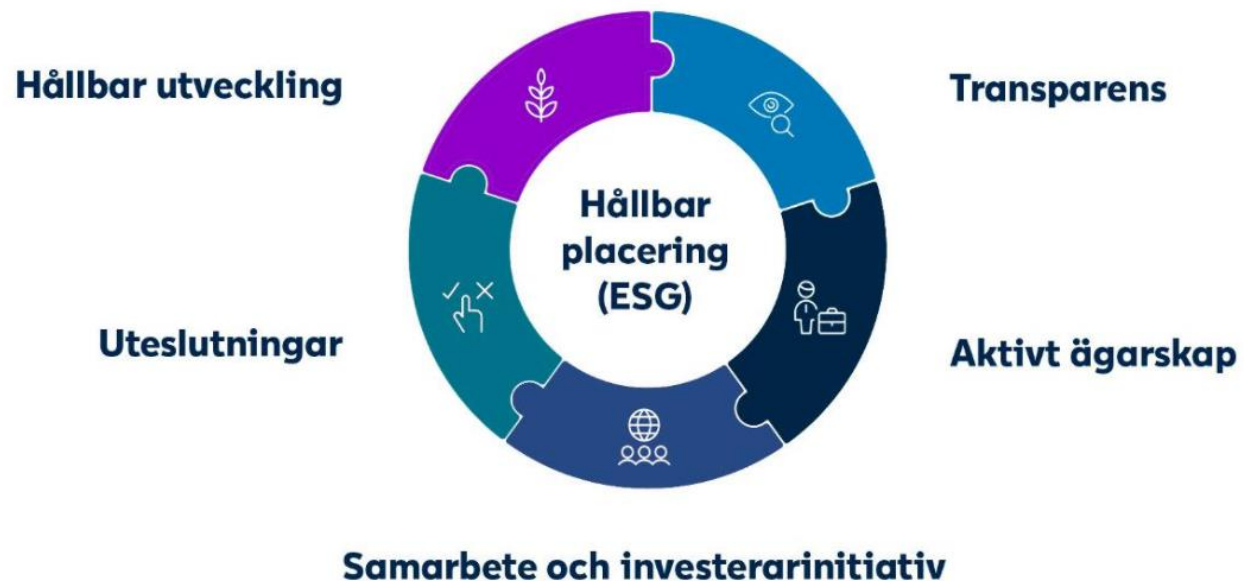 Hållbar utveckling
Transparens
Hållbar
placering
(ESG)
Uteslutningar
Aktivt ägarskap
Samarbete och investerarinitiativ